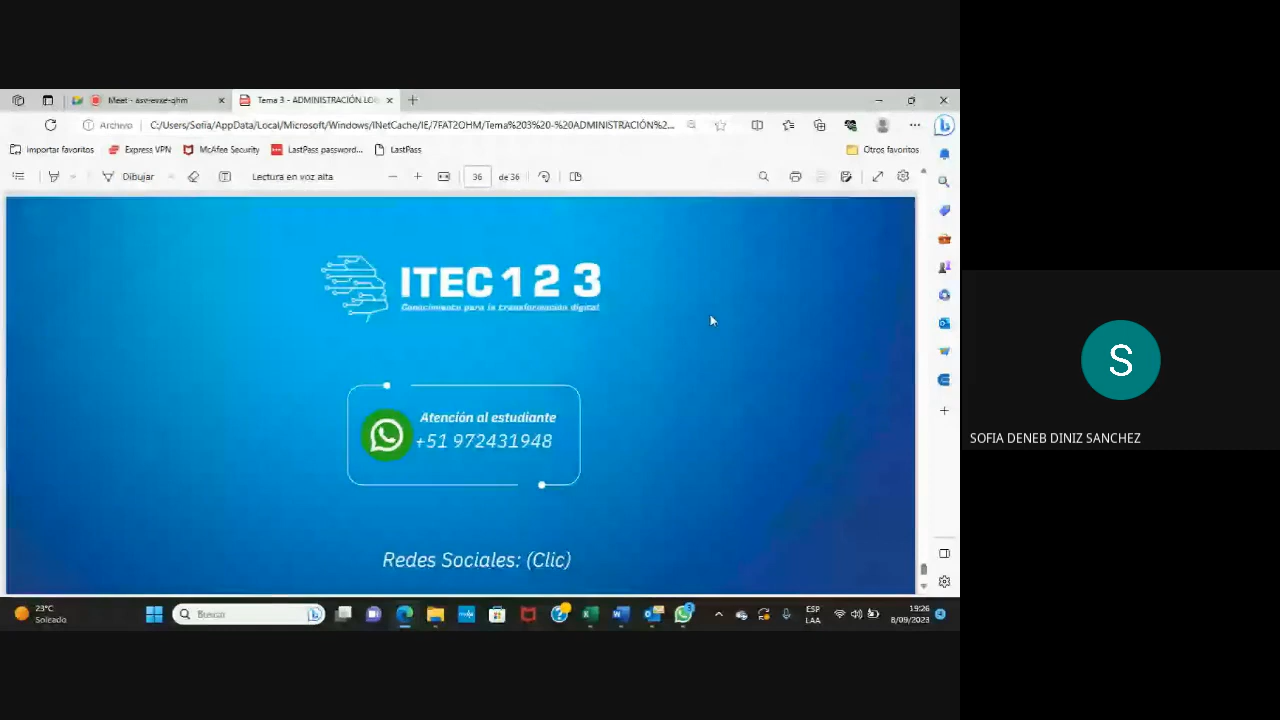 Meet - asv-evxe-qhm
Tema 3 - ADMINISTRACIÓN LO
Archivo
C:/Users/Sofia/AppData/Local/Microsoft/Windows/INetCache/IE/7FAT2OHM/Tema%203%20-%20ADMINISTRACIÓN%2...
Importar favoritos
Express VPN
McAfee Security
LastPass password...
LastPass
Otros favoritos
Dibujar
Lectura en voz alta
36
de 36
ITEC 1 2 3
Conocimiento para la transformación digital
Atención al estudiante
+51 972431948
Redes Sociales: (Clic)
S
SOFIA DENEB DINIZ SANCHEZ
23°C
Soleado
Buscar
ESP
LAA
19:26
8/09/2023